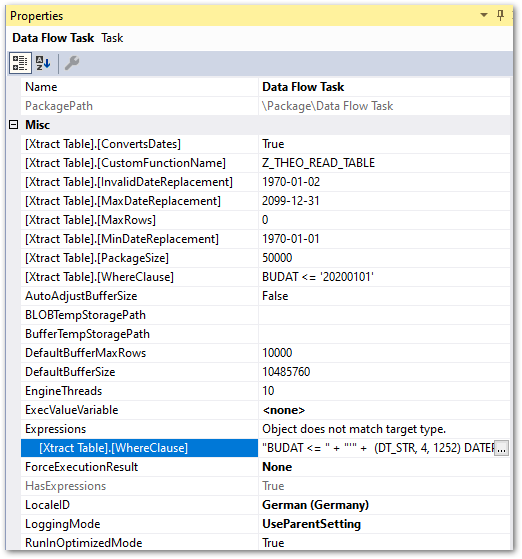 Properties
Data Flow Task Task
Name Data Flow Task
PackagePath \Package\Data Flow Task
Misc
[Xtract Table].[ConvertsDates] True
[Xtract Table].[CustomFunctionName] Z_THEO_READ_TABLE
[Xtract Table].[InvalidDateReplacement] 1970-01-02
[Xtract Table].[MaxDateReplacement] 2099-12-31
[Xtract Table].[MaxRows] 0
[Xtract Table].[MinDateReplacement] 1970-01-01
[Xtract Table].[PackageSize] 50000
[Xtract Table].[WhereClause] BUDAT <= '20200101'
AutoAdjustBufferSize False
BLOBTempStoragePath
BufferTempStoragePath
DefaultBufferMaxRows 10000
DefaultBufferSize 10485760
EngineThreads 10
ExecValueVariable <none>
Expressions Object does not match target type.
[Xtract Table].[WhereClause] "BUDAT <= " + "'" + (DT_STR, 4, 1252) DATEP ...
ForceExecutionResult None
HasExpressions True
LocaleID German (Germany)
LoggingMode UseParentSetting
RunInOptimizedMode True